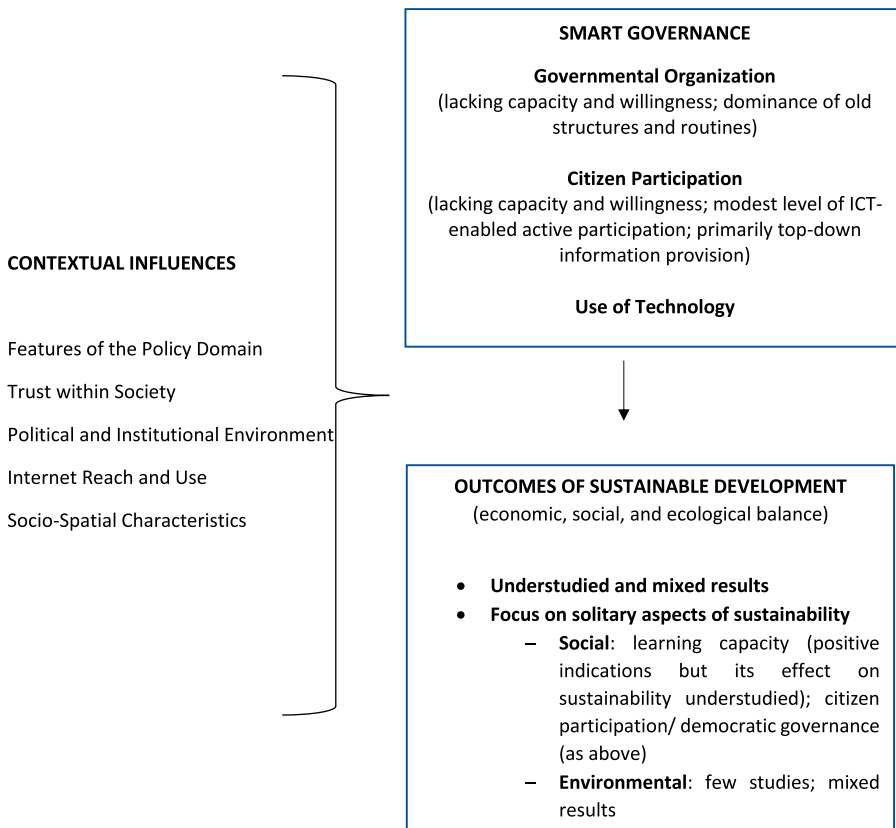 CONTEXTUAL INFLUENCES
Features of the Policy Domain
Trust within Society
Political and Institutional Environment
Internet Reach and Use
Socio-Spatial Characteristics
SMART GOVERNANCE
Governmental Organization
(lacking capacity and willingness; dominance of old
structures and routines)
Citizen Participation
(lacking capacity and willingness; modest level of ICT-
enabled active participation; primarily top-down
information provision)
Use of Technology
OUTCOMES OF SUSTAINABLE DEVELOPMENT
(economic, social, and ecological balance)
• Understudied and mixed results
• Focus on solitary aspects of sustainability
– Social: learning capacity (positive
indications but its effect on
sustainability understudied); citizen
participation/ democratic governance
(as above)
– Environmental: few studies; mixed
results